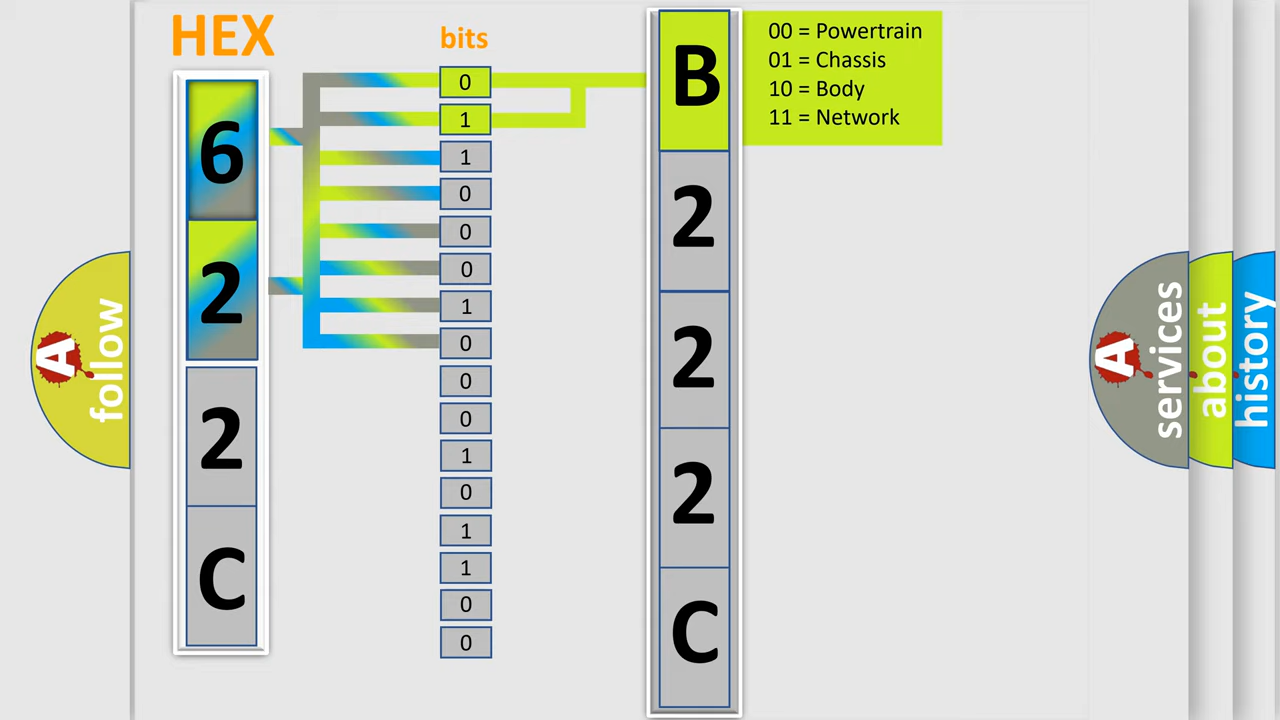 HEX
bits
6
2
2
C
0
1
1
0
0
0
1
0
0
0
1
0
1
1
0
0
B
2
2
2
C
00 = Powertrain
01 = Chassis
10 = Body
11 = Network
A
follow
A
services
about
history